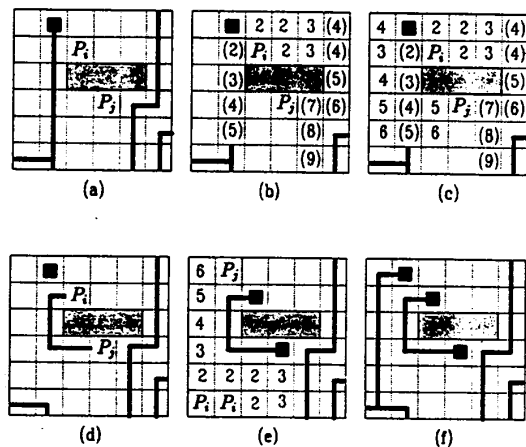 P_i
P_j
(a)
2 2 3 (4)
(2) P_i 2 3 (4)
(3) (5)
(4) P_j (7) (6)
(5) (8)
(9)
(b)
4 2 2 3 (4)
3 (2) P_i 2 3 (4)
4 (3) (5)
5 (4) 5 P_j (7) (6)
6 (5) 6 (8)
(9)
(c)
P_i
P_j
(d)
6 P_j
5
4
3
2 2 2 3
P_i P_i 2 3
(e)
(f)